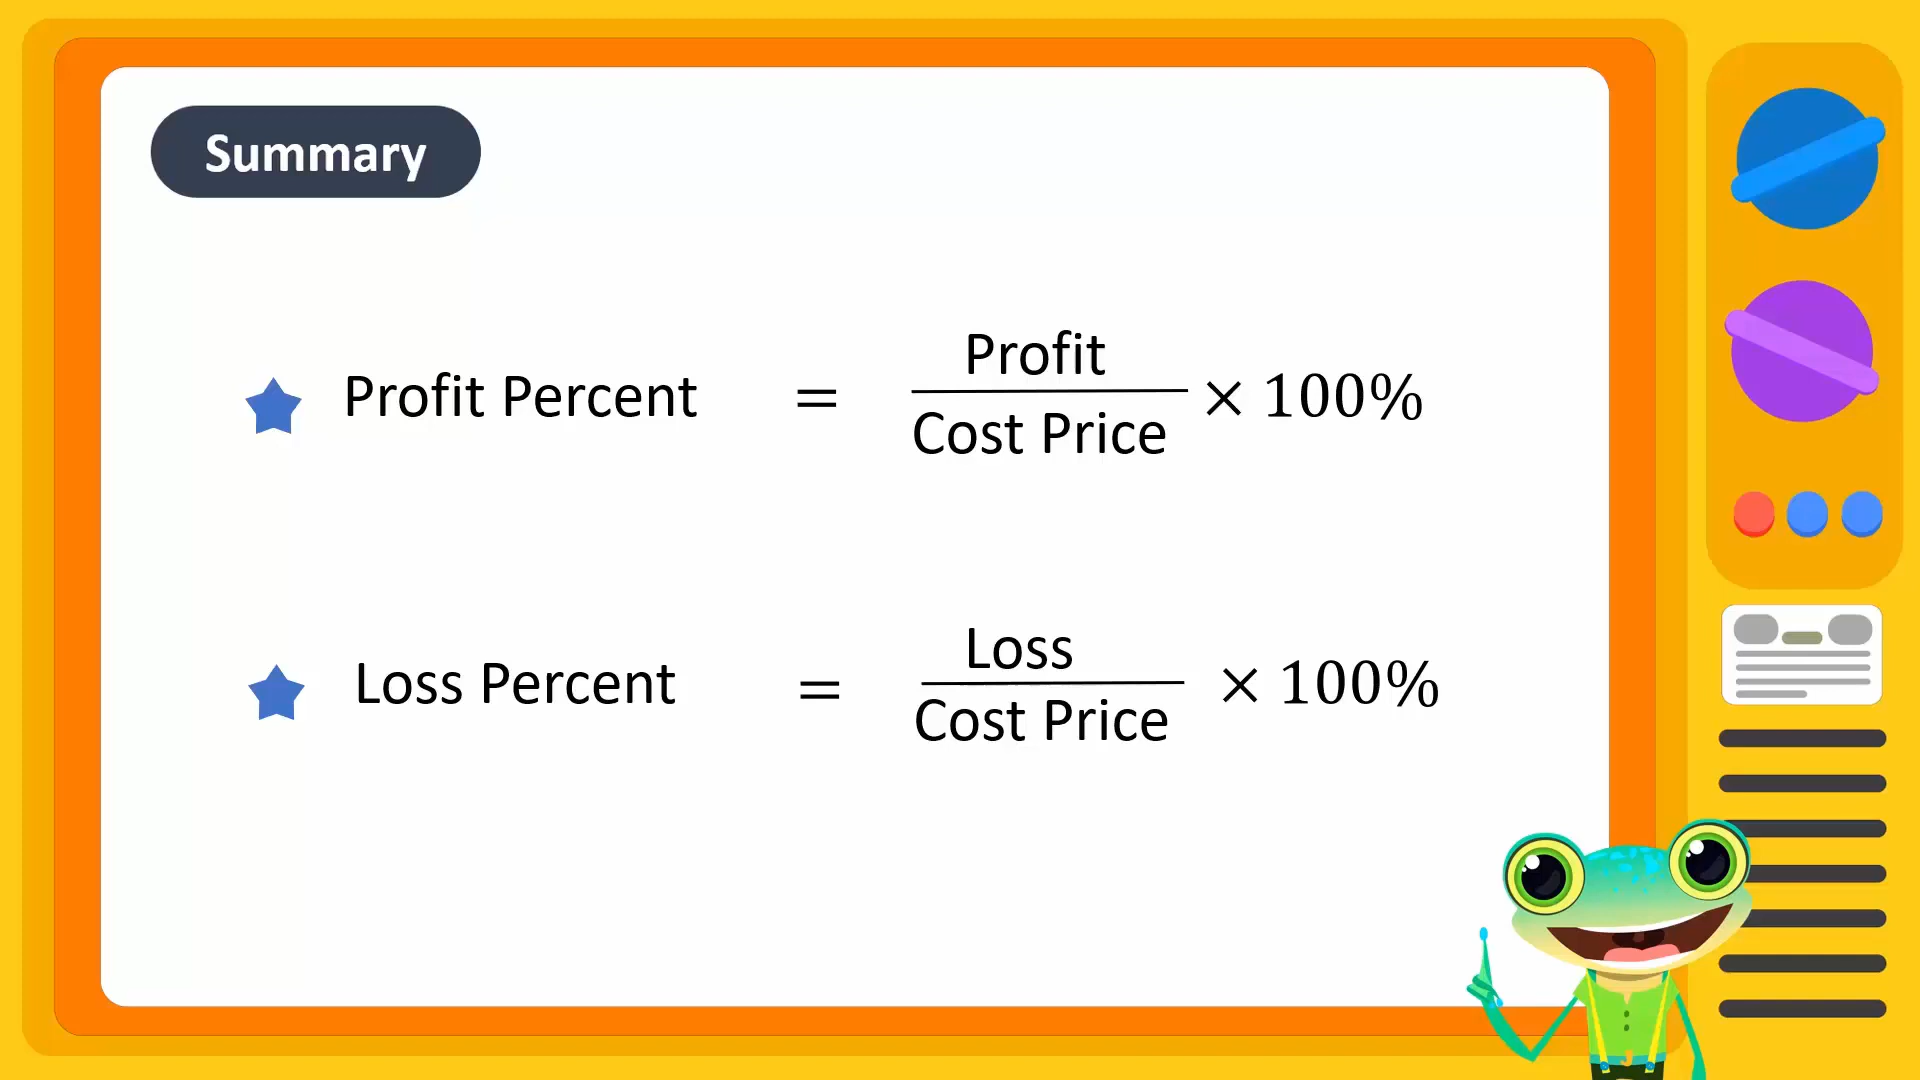 Summary
Profit Percent = Profit / Cost Price × 100%
Loss Percent = Loss / Cost Price × 100%